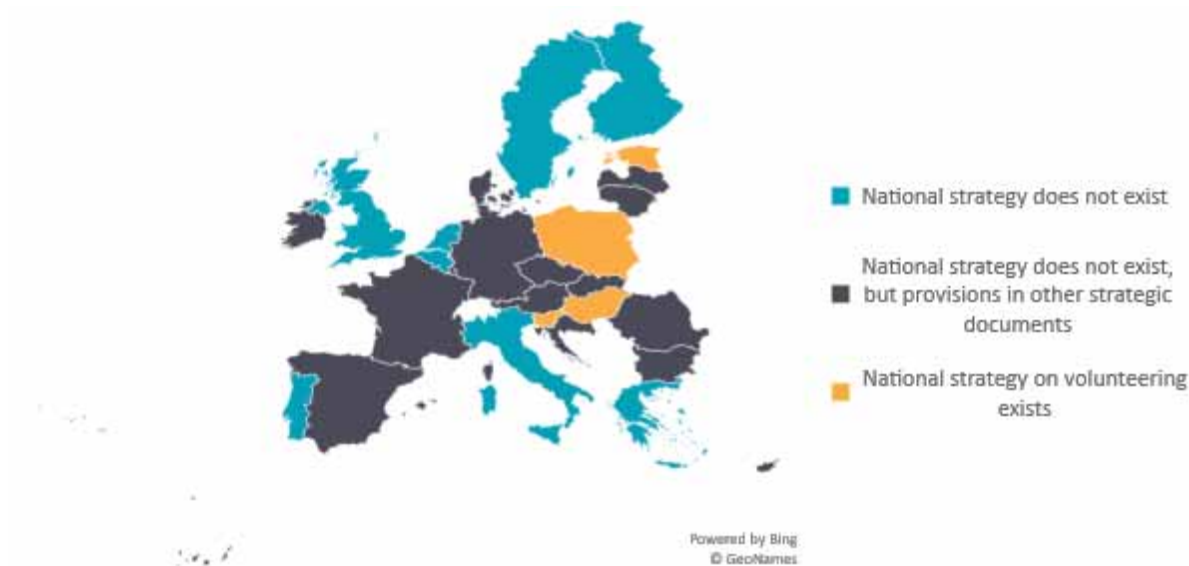 National strategy does not exist
National strategy does not exist,
but provisions in other strategic
documents
National strategy on volunteering
exists
Powered by Bing
© GeoNames